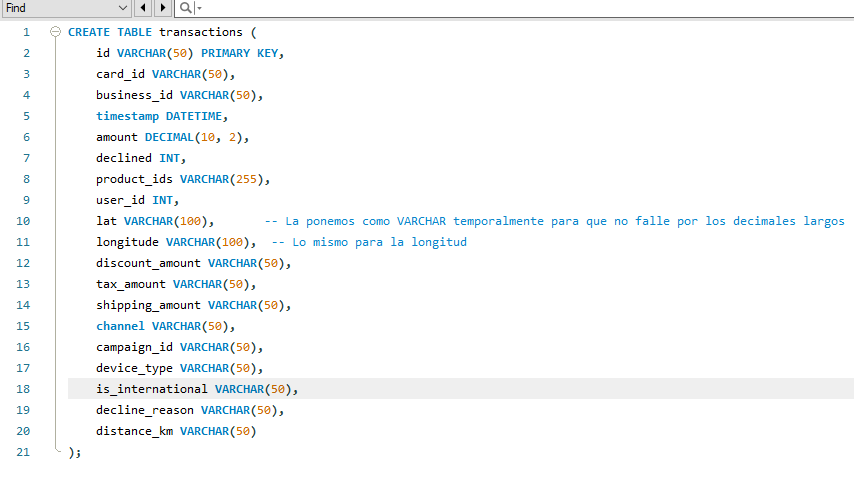 Find
1 CREATE TABLE transactions (
2 id VARCHAR(50) PRIMARY KEY,
3 card_id VARCHAR(50),
4 business_id VARCHAR(50),
5 timestamp DATETIME,
6 amount DECIMAL(10, 2),
7 declined INT,
8 product_ids VARCHAR(255),
9 user_id INT,
10 lat VARCHAR(100), -- La ponemos como VARCHAR temporalmente para que no falle por los decimales largos
11 longitude VARCHAR(100), -- Lo mismo para la longitud
12 discount_amount VARCHAR(50),
13 tax_amount VARCHAR(50),
14 shipping_amount VARCHAR(50),
15 channel VARCHAR(50),
16 campaign_id VARCHAR(50),
17 device_type VARCHAR(50),
18 is_international VARCHAR(50),
19 decline_reason VARCHAR(50),
20 distance_km VARCHAR(50)
21 );